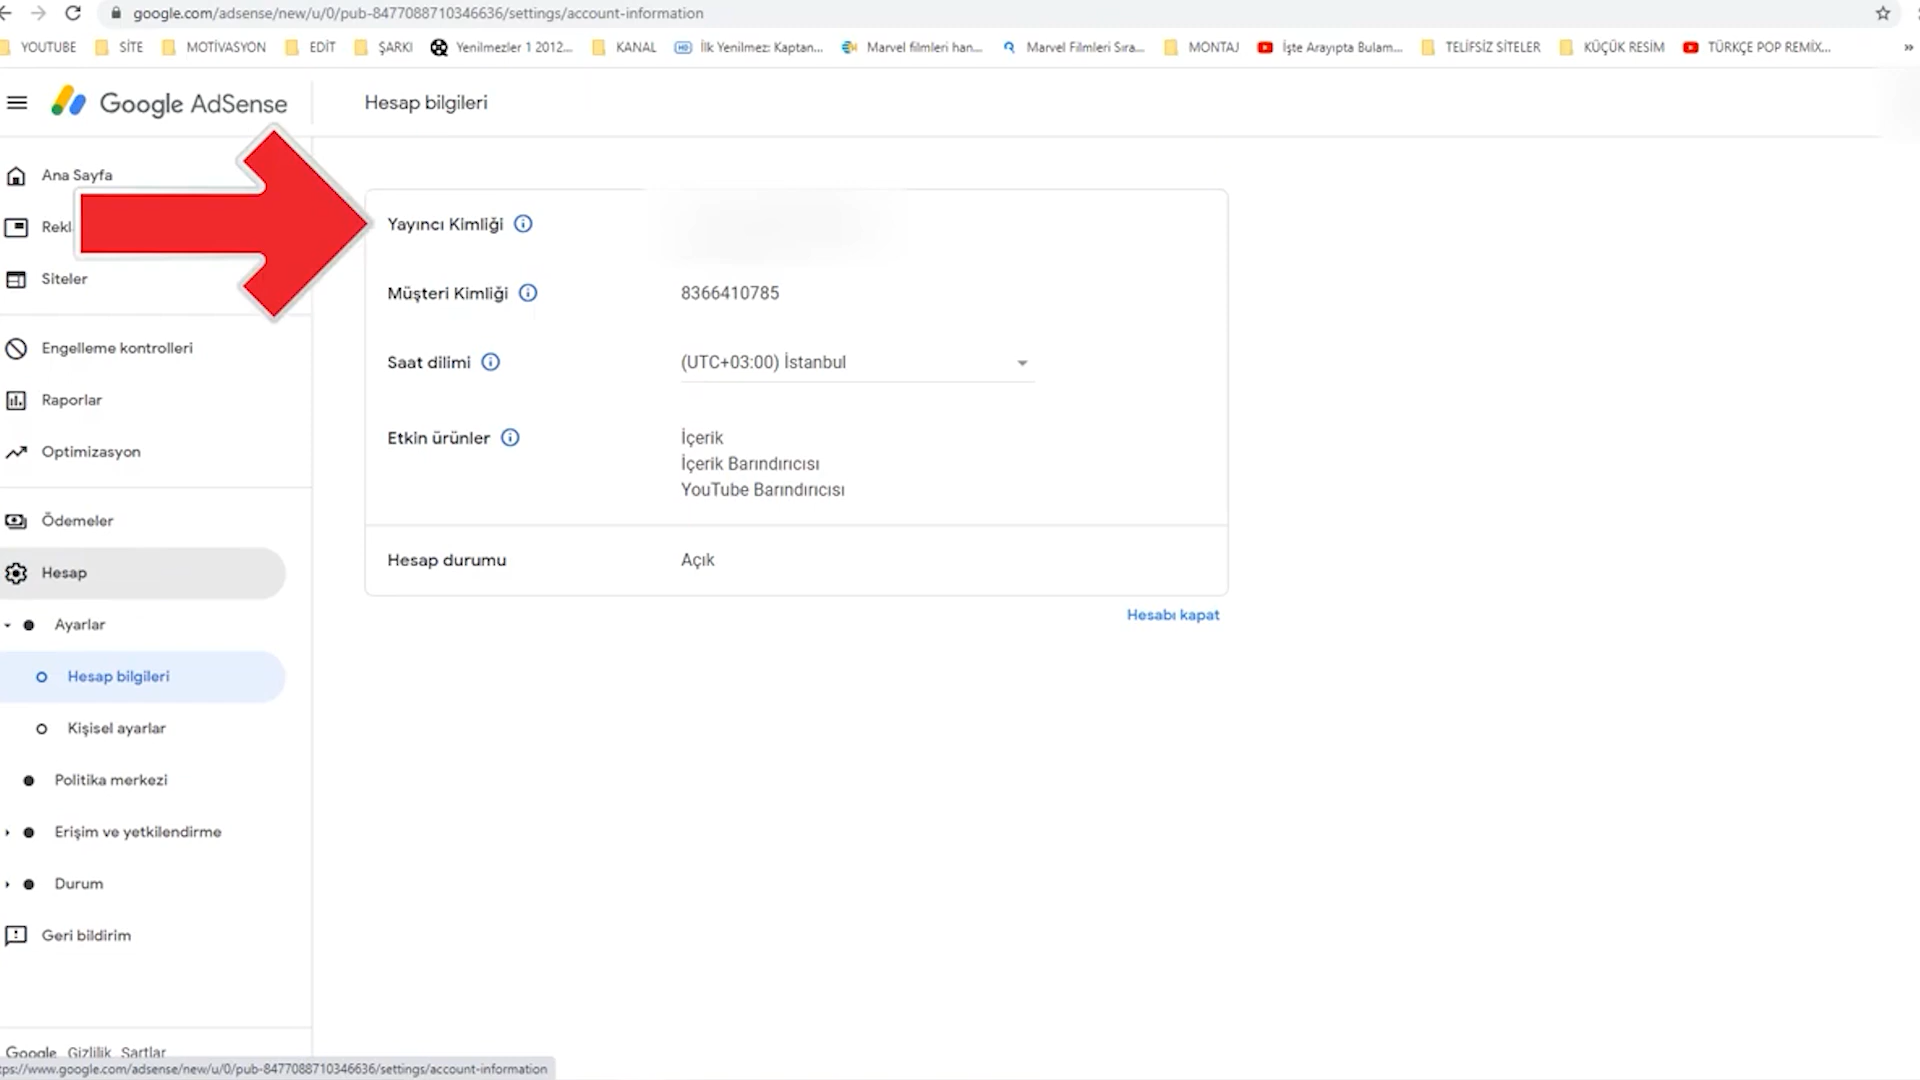 google.com/adsense/new/u/0/pub-8477088710346636/settings/account-information
YOUTUBE SİTE MOTİVASYON EDİT ŞARKI Yenilmezler 1 2012... KANAL İlk Yenilmez: Kaptan... Marvel filmleri han... Marvel Filmleri Sıra... MONTAJ İşte Arayıpta Bulam... TELİFSİZ SİTELER KÜÇÜK RESİM TÜRKÇE POP REMİX... »
Google AdSense
Hesap bilgileri
Ana Sayfa
Rekl
Siteler
Engelleme kontrolleri
Raporlar
Optimizasyon
Ödemeler
Hesap
Ayarlar
Hesap bilgileri
Kişisel ayarlar
Politika merkezi
Erişim ve yetkilendirme
Durum
Geri bildirim
Google Gizlilik Şartlar
Yayıncı Kimliği
Müşteri Kimliği 8366410785
Saat dilimi (UTC+03:00) İstanbul
Etkin ürünler İçerik
İçerik Barındırıcısı
YouTube Barındırıcısı
Hesap durumu Açık
Hesabı kapat
tps://www.google.com/adsense/new/u/0/pub-8477088710346636/settings/account-information